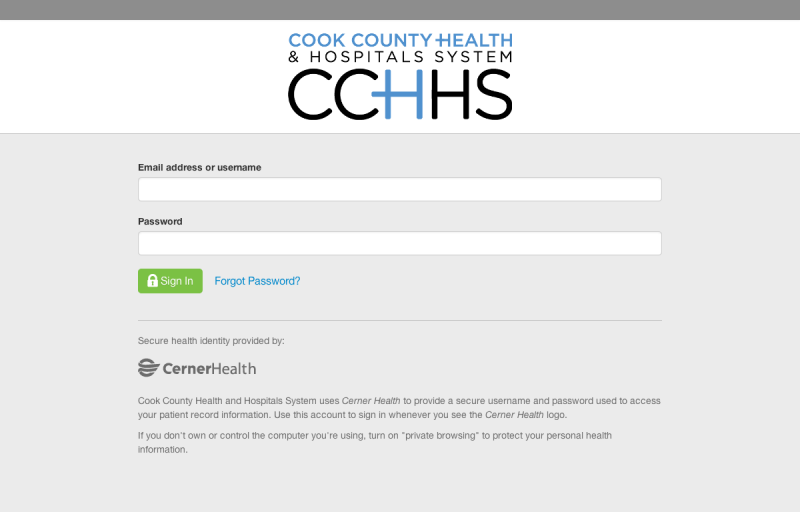 COOK COUNTY HEALTH
& HOSPITALS SYSTEM
CCHHS
Email address or username
Password
Sign In
Forgot Password?
Secure health identity provided by:
CernerHealth
Cook County Health and Hospitals System uses Cerner Health to provide a secure username and password used to access
your patient record information. Use this account to sign in whenever you see the Cerner Health logo.
If you don't own or control the computer you're using, turn on "private browsing" to protect your personal health
information.